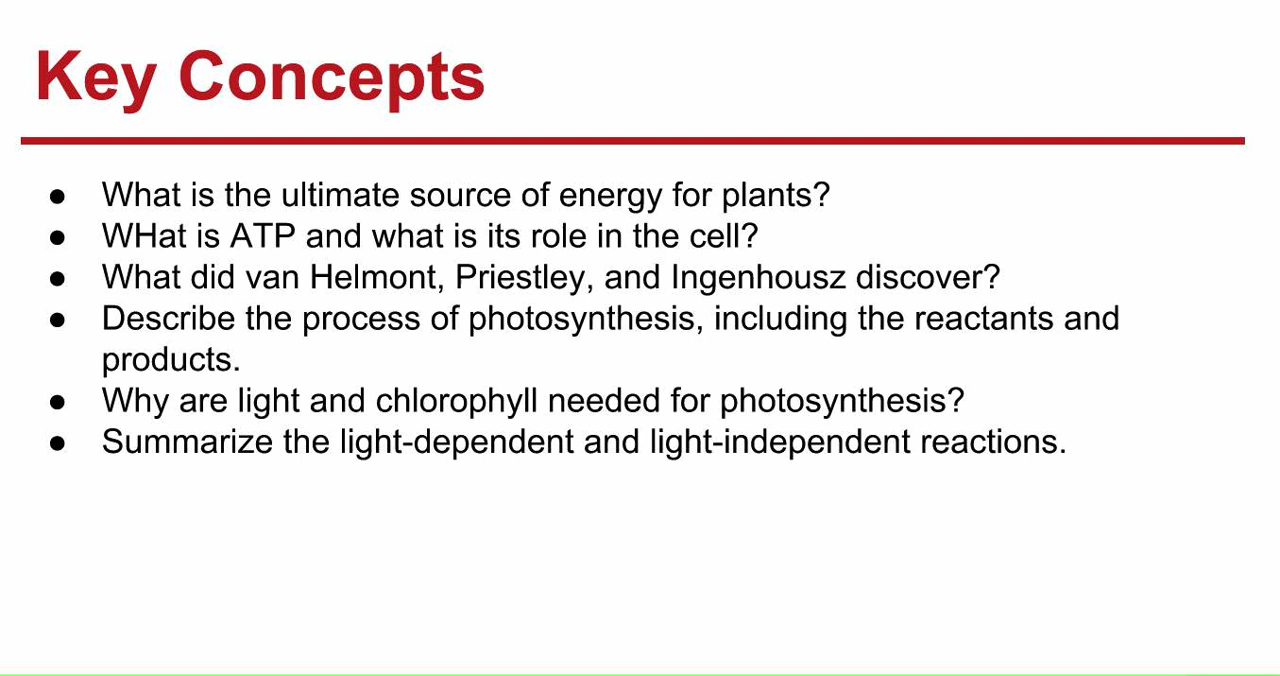 Key Concepts
● What is the ultimate source of energy for plants?
● WHat is ATP and what is its role in the cell?
● What did van Helmont, Priestley, and Ingenhousz discover?
● Describe the process of photosynthesis, including the reactants and
products.
● Why are light and chlorophyll needed for photosynthesis?
● Summarize the light-dependent and light-independent reactions.